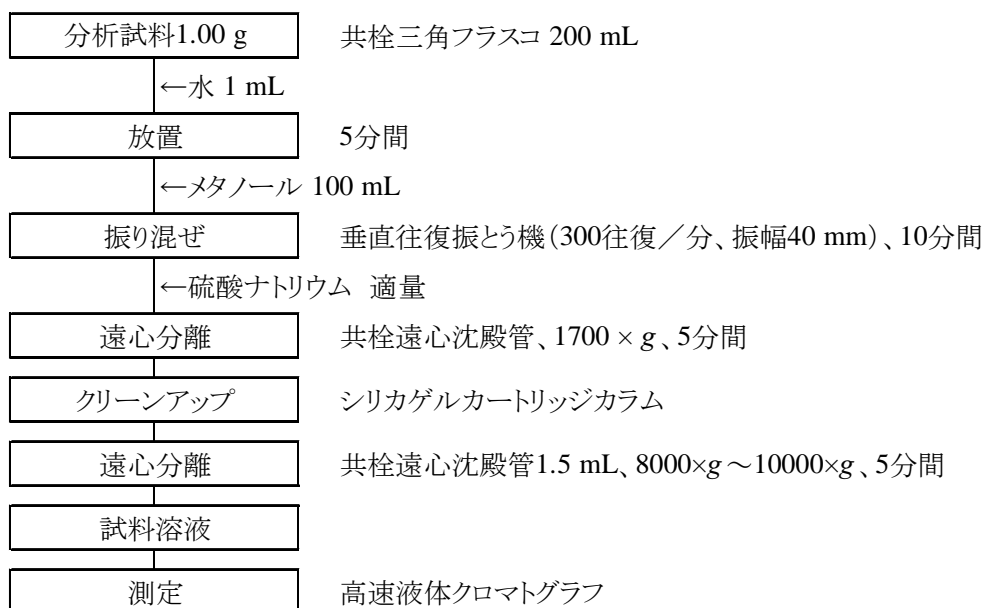 分析試料1.00 g 共栓三角フラスコ 200 mL
←水 1 mL
放置 5分間
←メタノール 100 mL
振り混ぜ 垂直往復振とう機(300往復/分、振幅40 mm)、10分間
←硫酸ナトリウム 適量
遠心分離 共栓遠心沈殿管、1700 × g、5分間
クリーンアップ シリカゲルカートリッジカラム
遠心分離 共栓遠心沈殿管1.5 mL、8000×g~10000×g、5分間
試料溶液
測定 高速液体クロマトグラフ